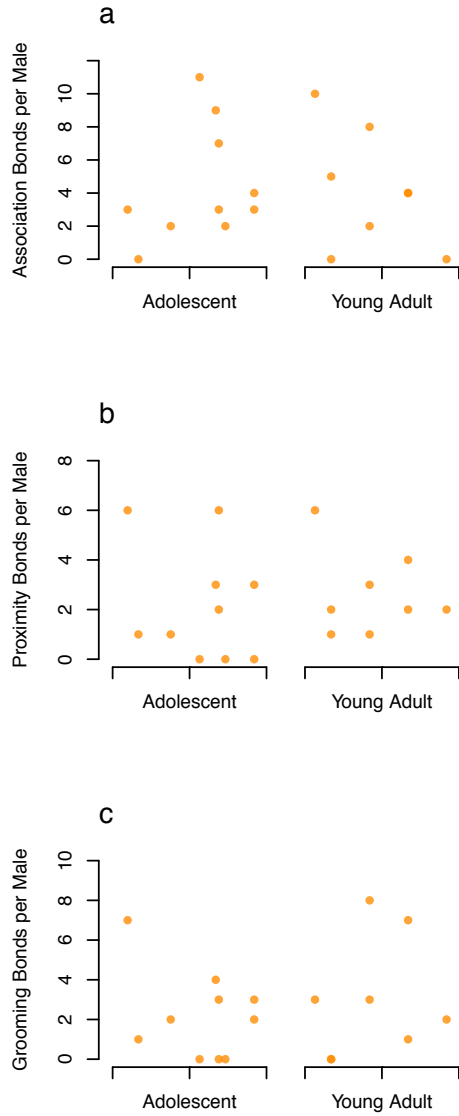 a
Association Bonds per Male
10
8
6
4
2
0
Adolescent
Young Adult
b
Proximity Bonds per Male
8
6
4
2
0
Adolescent
Young Adult
c
Grooming Bonds per Male
10
8
6
4
2
0
Adolescent
Young Adult